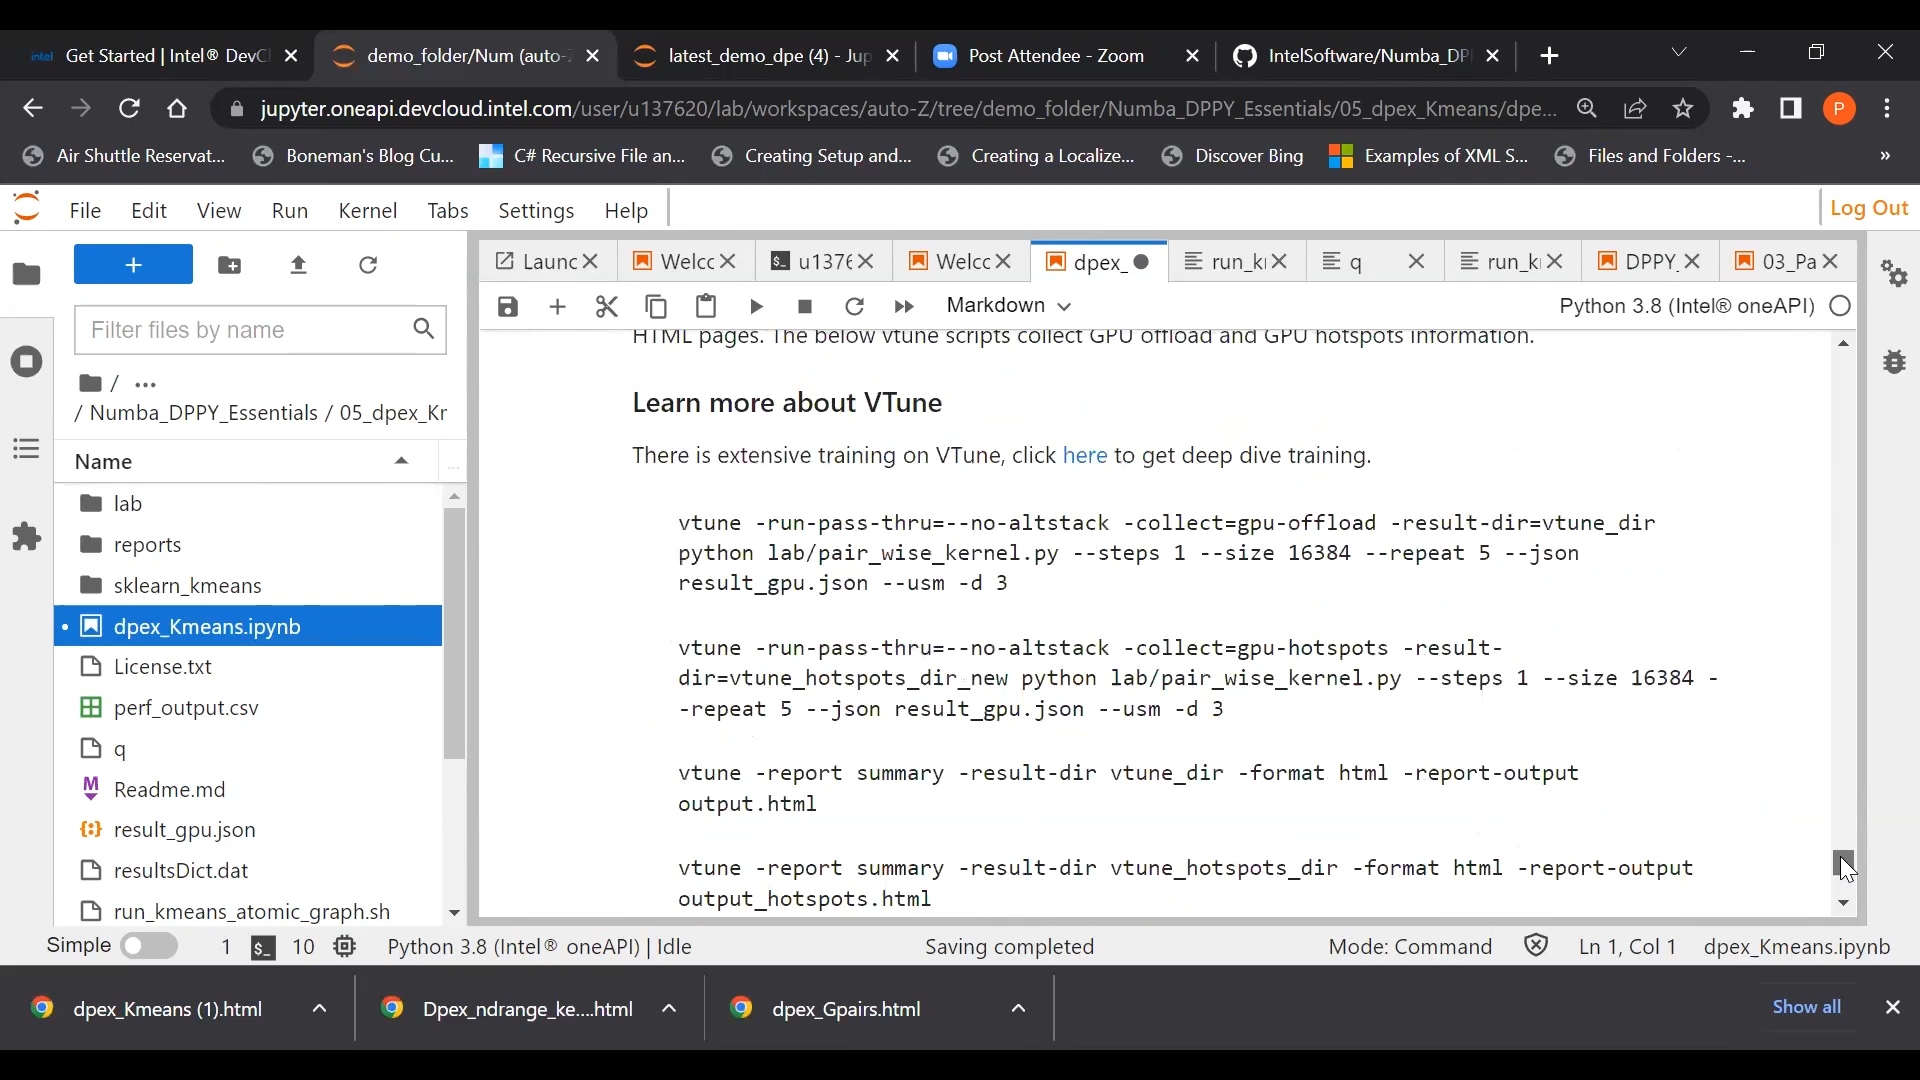 intel Get Started | Intel® DevCl
demo_folder/Num (auto-Z
latest_demo_dpe (4) - Jup
Post Attendee - Zoom
IntelSoftware/Numba_DP
jupyter.oneapi.devcloud.intel.com/user/u137620/lab/workspaces/auto-Z/tree/demo_folder/Numba_DPPY_Essentials/05_dpex_Kmeans/dpe...
P
Air Shuttle Reservat...
Boneman's Blog Cu...
C# Recursive File an...
Creating Setup and...
Creating a Localize...
Discover Bing
Examples of XML S...
Files and Folders -...
»
File Edit View Run Kernel Tabs Settings Help
Log Out
Launc
Welcc
u1376
Welcc
dpex_
run_k
q
run_k
DPPY_
03_Pa
Markdown
Python 3.8 (Intel® oneAPI)
Filter files by name
/ ...
/ Numba_DPPY_Essentials / 05_dpex_Kr
Name
...
lab
reports
sklearn_kmeans
dpex_Kmeans.ipynb
License.txt
perf_output.csv
q
Readme.md
result_gpu.json
resultsDict.dat
run_kmeans_atomic_graph.sh
HTML pages. The below vtune scripts collect GPU offload and GPU hotspots information.
Learn more about VTune
There is extensive training on VTune, click here to get deep dive training.
vtune -run-pass-thru=--no-altstack -collect=gpu-offload -result-dir=vtune_dir
python lab/pair_wise_kernel.py --steps 1 --size 16384 --repeat 5 --json
result_gpu.json --usm -d 3
vtune -run-pass-thru=--no-altstack -collect=gpu-hotspots -result-
dir=vtune_hotspots_dir_new python lab/pair_wise_kernel.py --steps 1 --size 16384 -
-repeat 5 --json result_gpu.json --usm -d 3
vtune -report summary -result-dir vtune_dir -format html -report-output
output.html
vtune -report summary -result-dir vtune_hotspots_dir -format html -report-output
output_hotspots.html
Simple 1 $_ 10 Python 3.8 (Intel® oneAPI) | Idle
Saving completed
Mode: Command
Ln 1, Col 1
dpex_Kmeans.ipynb
dpex_Kmeans (1).html
Dpex_ndrange_ke....html
dpex_Gpairs.html
Show all